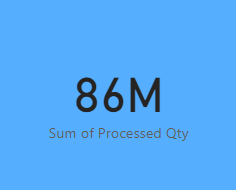 86M
Sum of Processed Qty